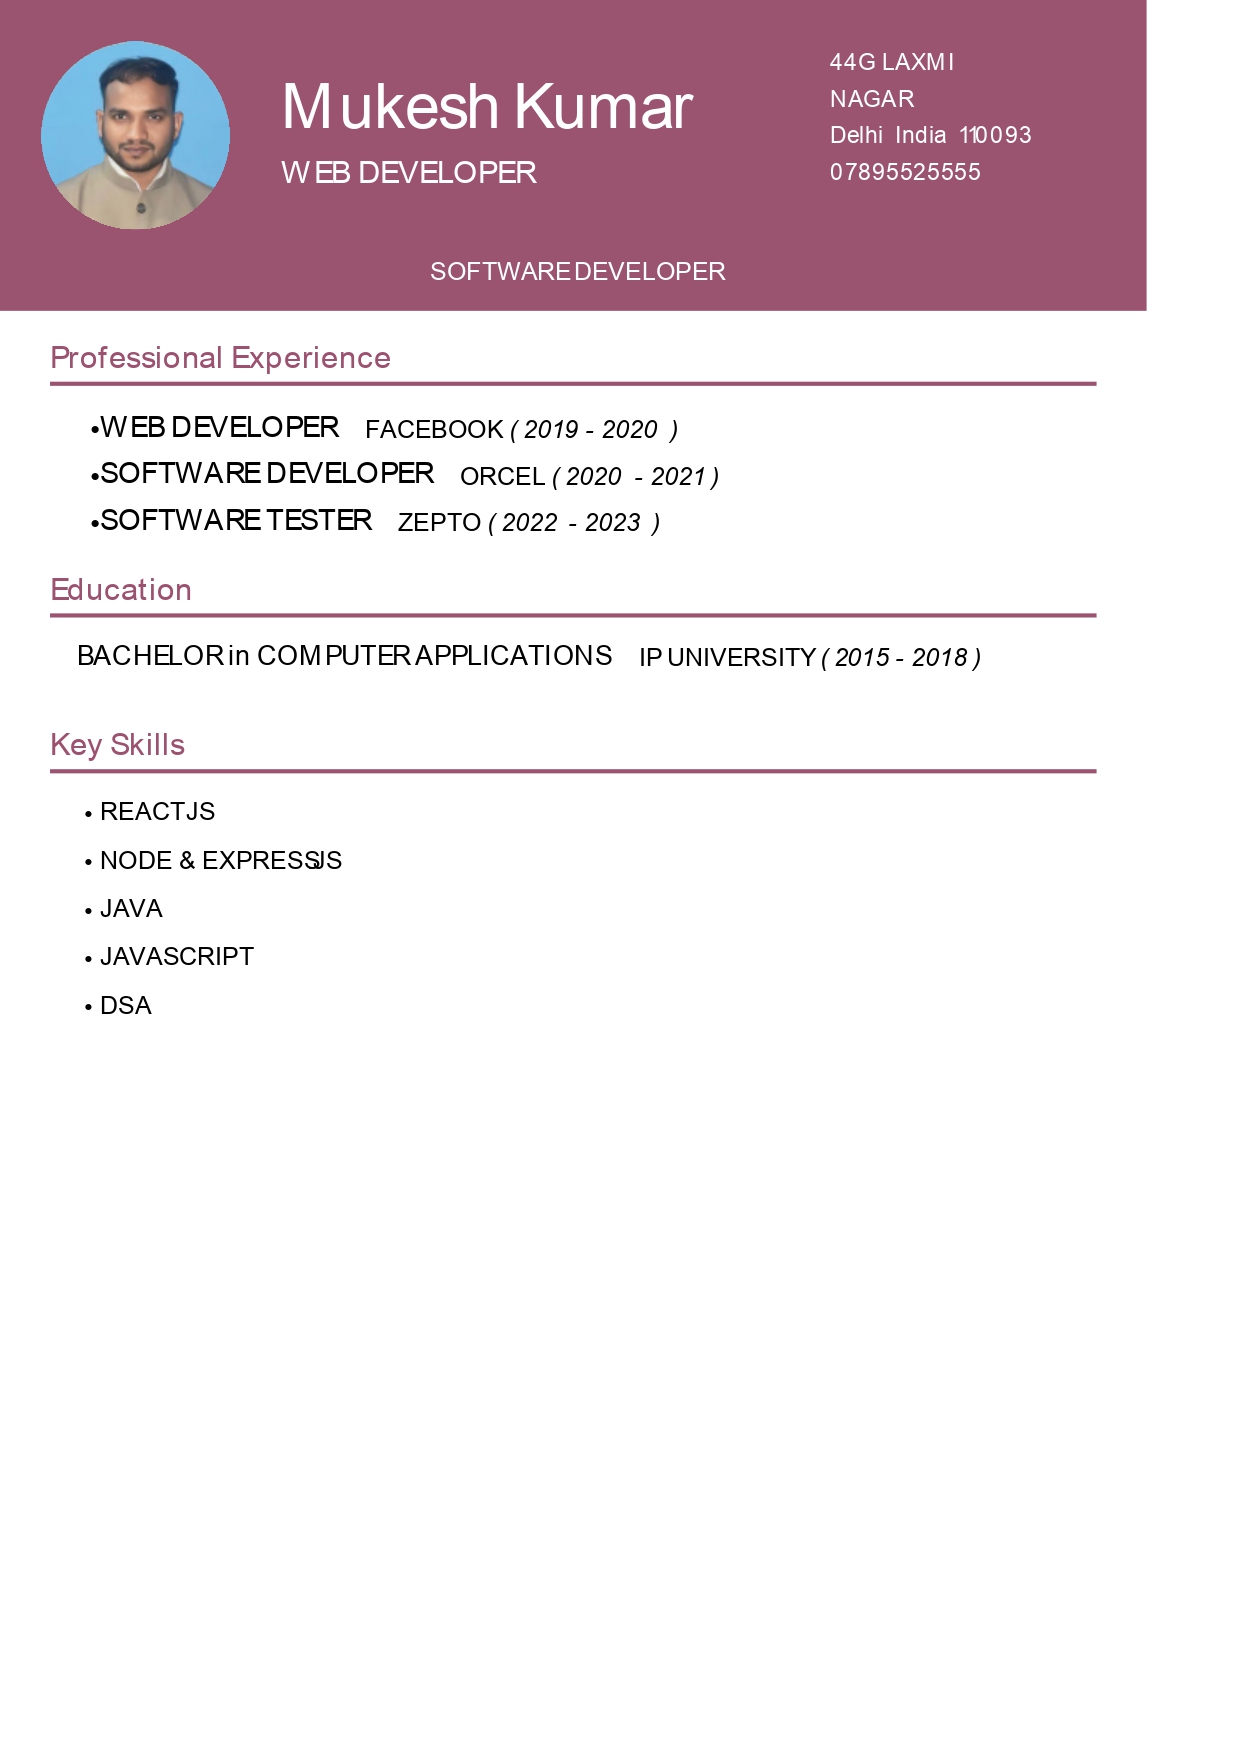 Mukesh Kumar
WEB DEVELOPER
44G LAXMI
NAGAR
Delhi India 110093
07895525555
SOFTWARE DEVELOPER
Professional Experience
•WEB DEVELOPER FACEBOOK ( 2019 - 2020 )
•SOFTWARE DEVELOPER ORCEL ( 2020 - 2021 )
•SOFTWARE TESTER ZEPTO ( 2022 - 2023 )
Education
BACHELOR in COMPUTER APPLICATIONS IP UNIVERSITY ( 2015 - 2018 )
Key Skills
• REACTJS
• NODE & EXPRESSJS
• JAVA
• JAVASCRIPT
• DSA